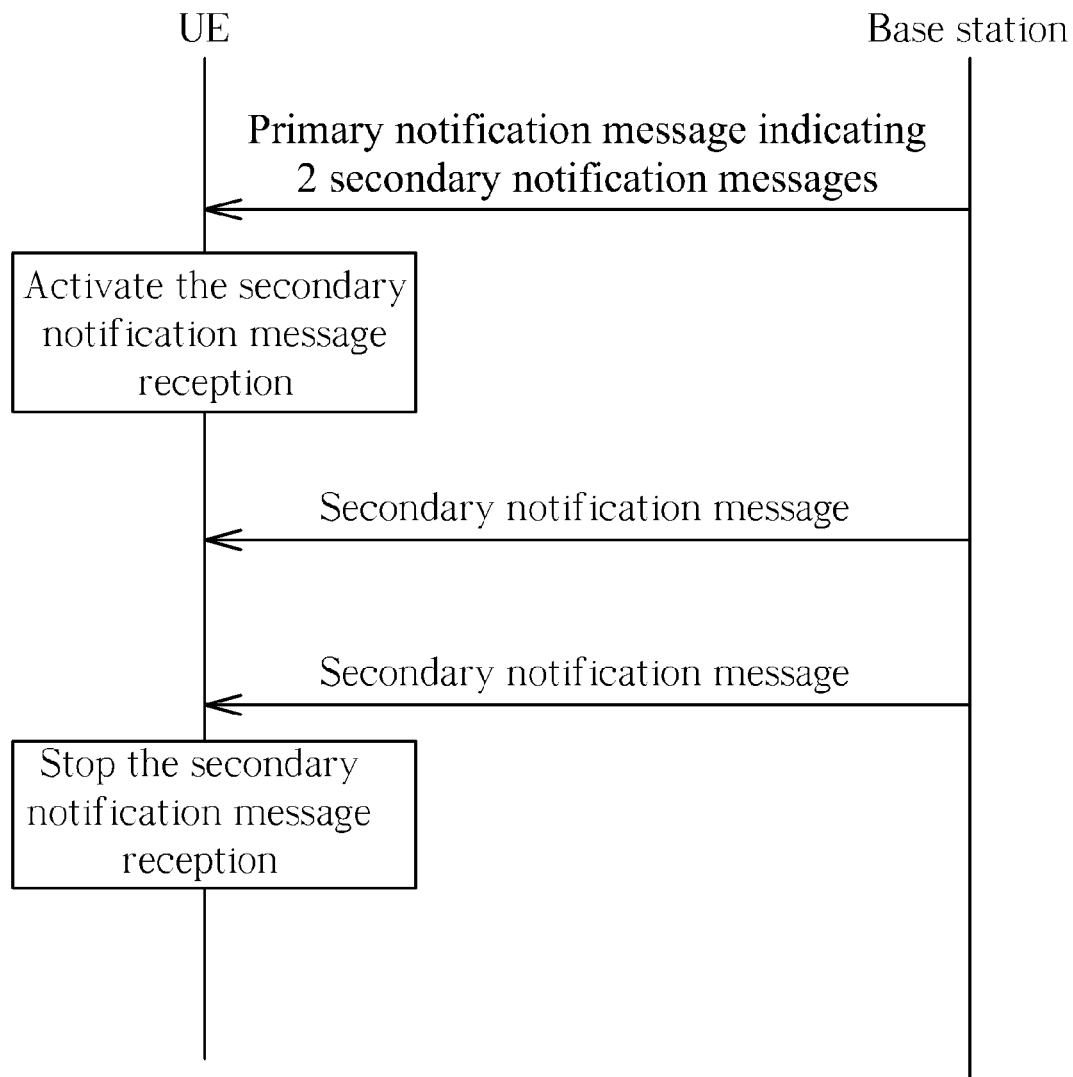 UE
Base station
Primary notification message indicating
2 secondary notification messages
Activate the secondary
notification message
reception
Secondary notification message
Secondary notification message
Stop the secondary
notification message
reception